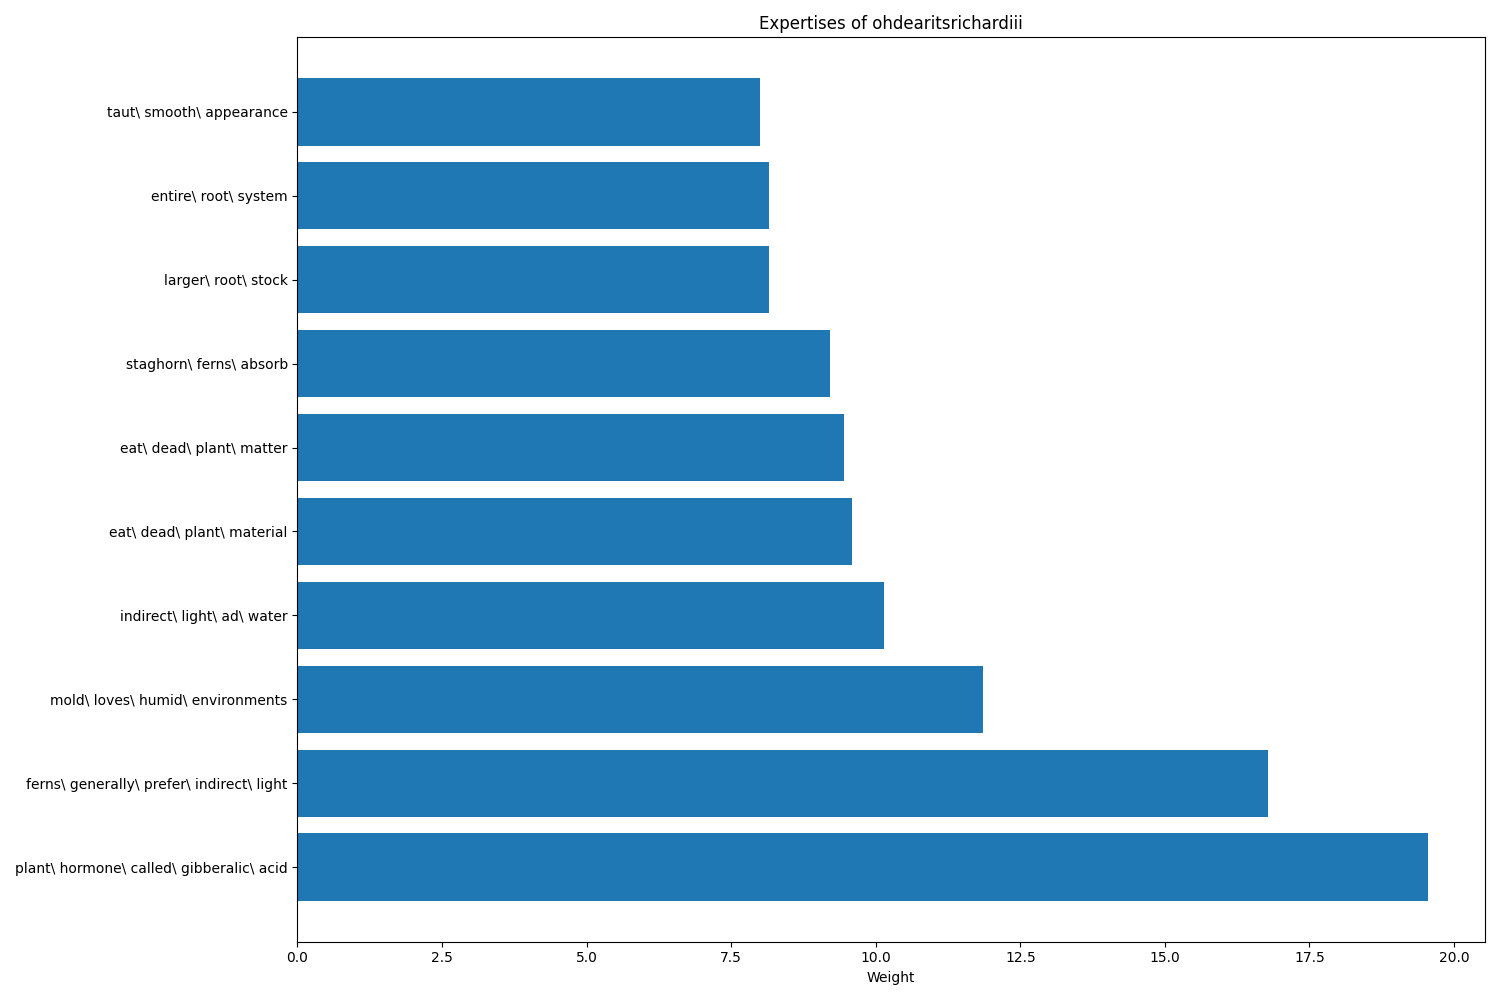 Expertises of ohdearitsrichardiii
taut\ smooth\ appearance
entire\ root\ system
larger\ root\ stock
staghorn\ ferns\ absorb
eat\ dead\ plant\ matter
eat\ dead\ plant\ material
indirect\ light\ ad\ water
mold\ loves\ humid\ environments
ferns\ generally\ prefer\ indirect\ light
plant\ hormone\ called\ gibberalic\ acid
0.0 2.5 5.0 7.5 10.0 12.5 15.0 17.5 20.0
Weight